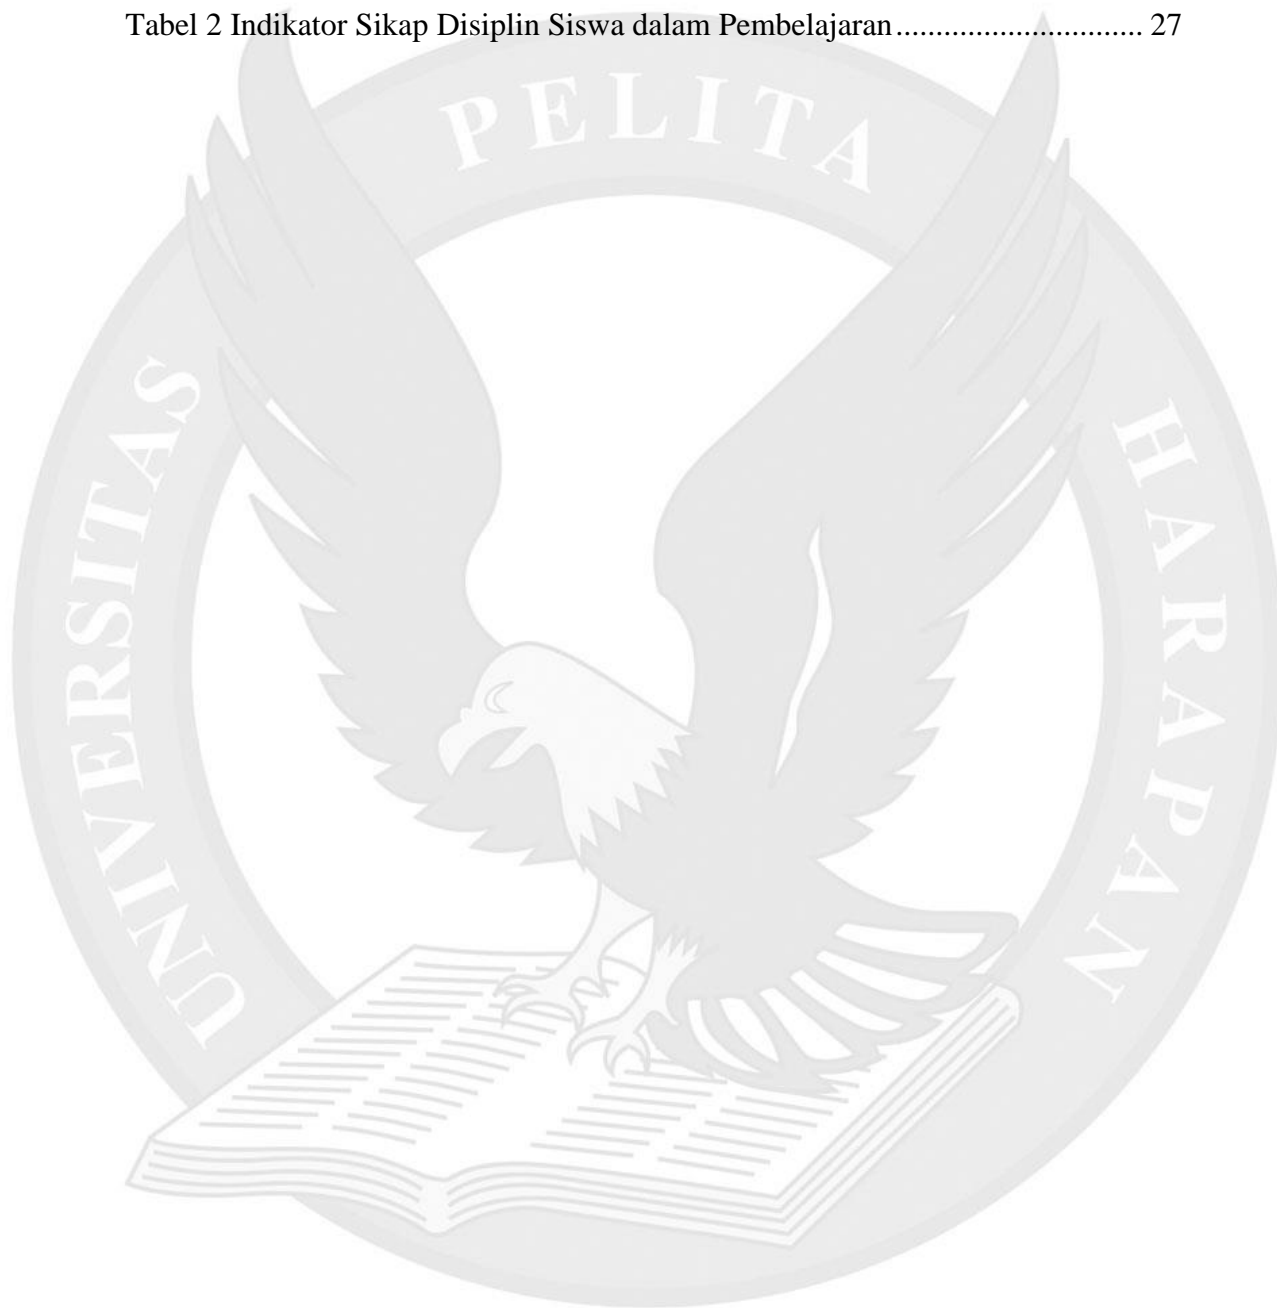 Tabel 2 Indikator Sikap Disiplin Siswa dalam Pembelajaran.............................. 27
PELITA
UNIVERSITAS
HARAPAN